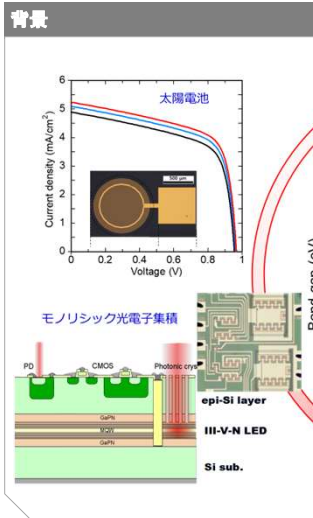 背景
太陽電池
Current density (mA/cm²)
6
5
4
3
2
1
0
500 μm
0 0.2 0.4 0.6 0.8 1
Voltage (V)
Band gap (eV)
モノリシック光電子集積
PD
CMOS
Photonic crys
GaPN
MQW
GaPN
epi-Si layer
III-V-N LED
Si sub.